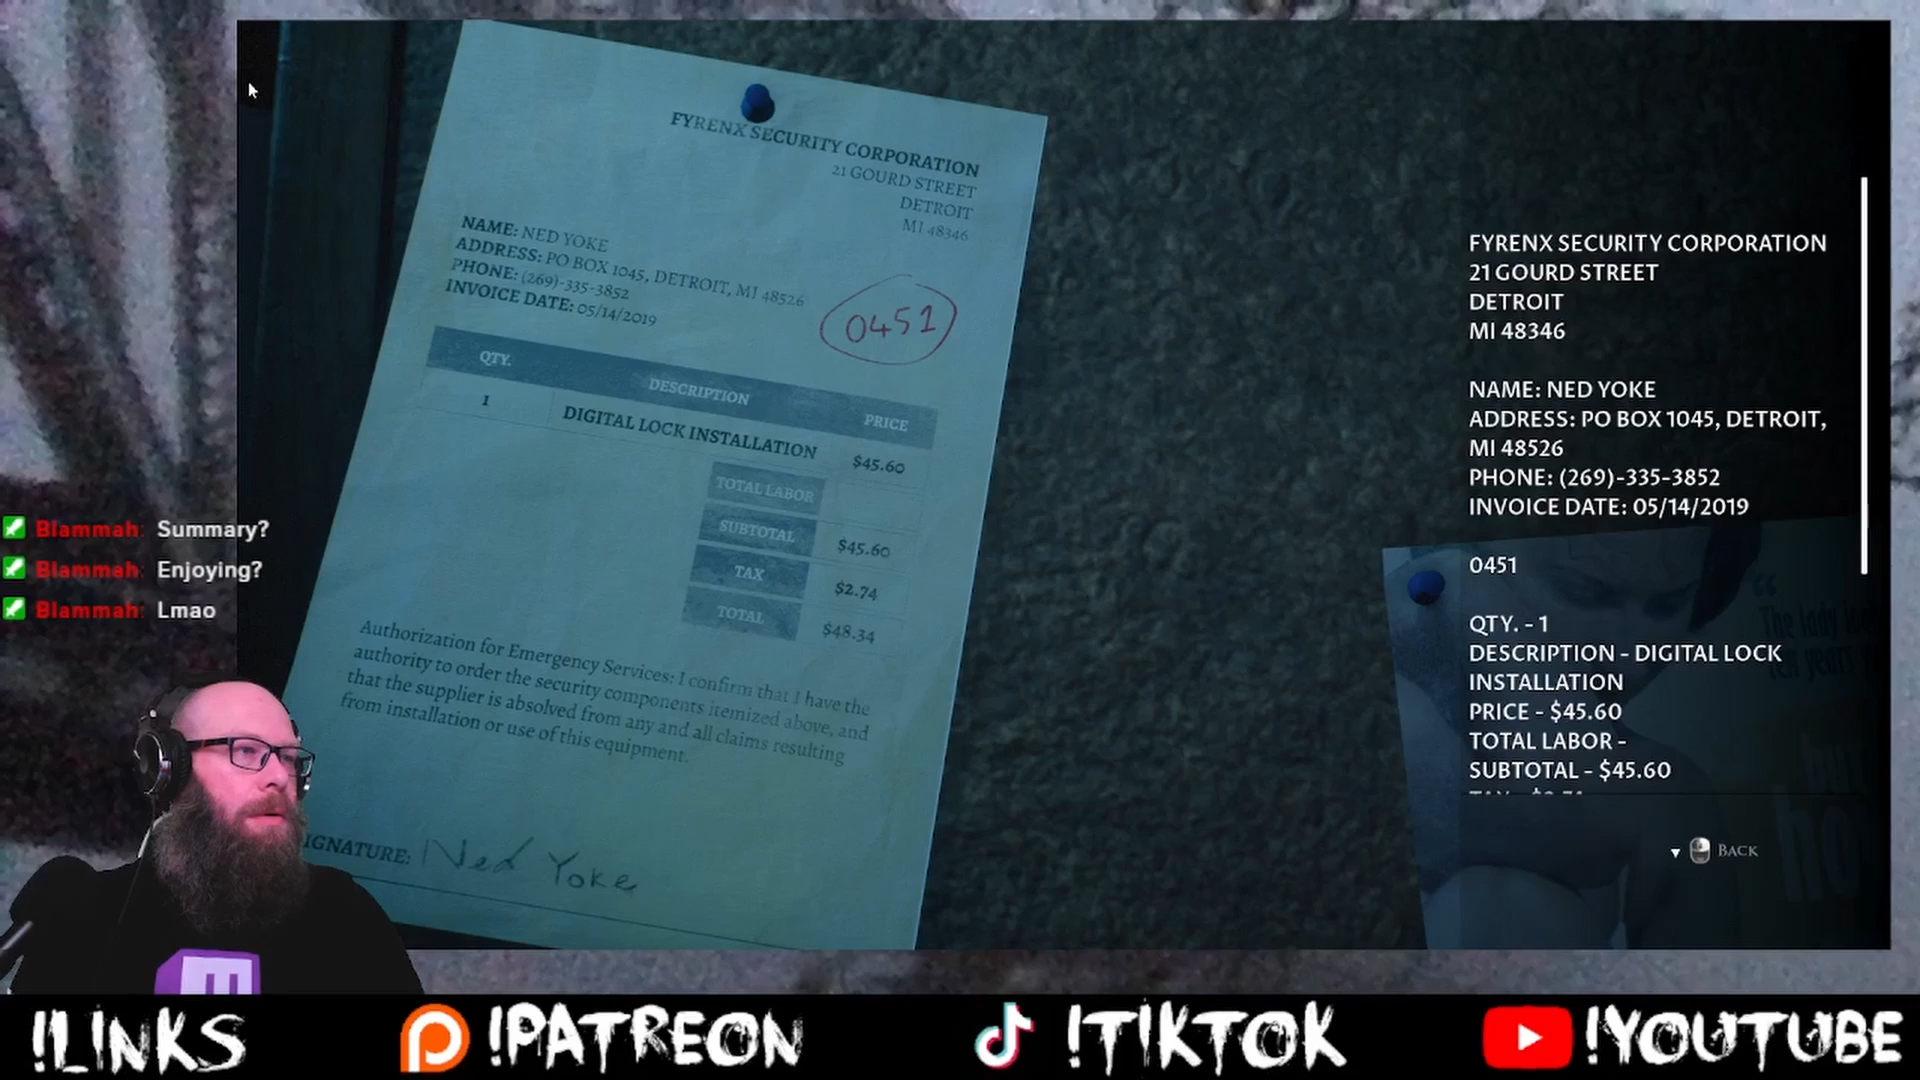 FYRENX SECURITY CORPORATION
21 GOURD STREET
DETROIT
MI 48346
NAME: NED YOKE
ADDRESS: PO BOX 1045, DETROIT, MI 48526
PHONE: (269)-335-3852
INVOICE DATE: 05/14/2019
0451
QTY. DESCRIPTION PRICE
1 DIGITAL LOCK INSTALLATION $45.60
TOTAL LABOR
SUBTOTAL $45.60
TAX $2.74
TOTAL $48.34
Authorization for Emergency Services: I confirm that I have the
authority to order the security components itemized above, and
that the supplier is absolved from any and all claims resulting
from installation or use of this equipment.
IGNATURE: Ned Yoke
FYRENX SECURITY CORPORATION
21 GOURD STREET
DETROIT
MI 48346
NAME: NED YOKE
ADDRESS: PO BOX 1045, DETROIT,
MI 48526
PHONE: (269)-335-3852
INVOICE DATE: 05/14/2019
0451
QTY. - 1
DESCRIPTION - DIGITAL LOCK
INSTALLATION
PRICE - $45.60
TOTAL LABOR -
SUBTOTAL - $45.60
BACK
Blammah: Summary?
Blammah: Enjoying?
Blammah: Lmao
!LINKS !PATREON !TIKTOK !YOUTUBE